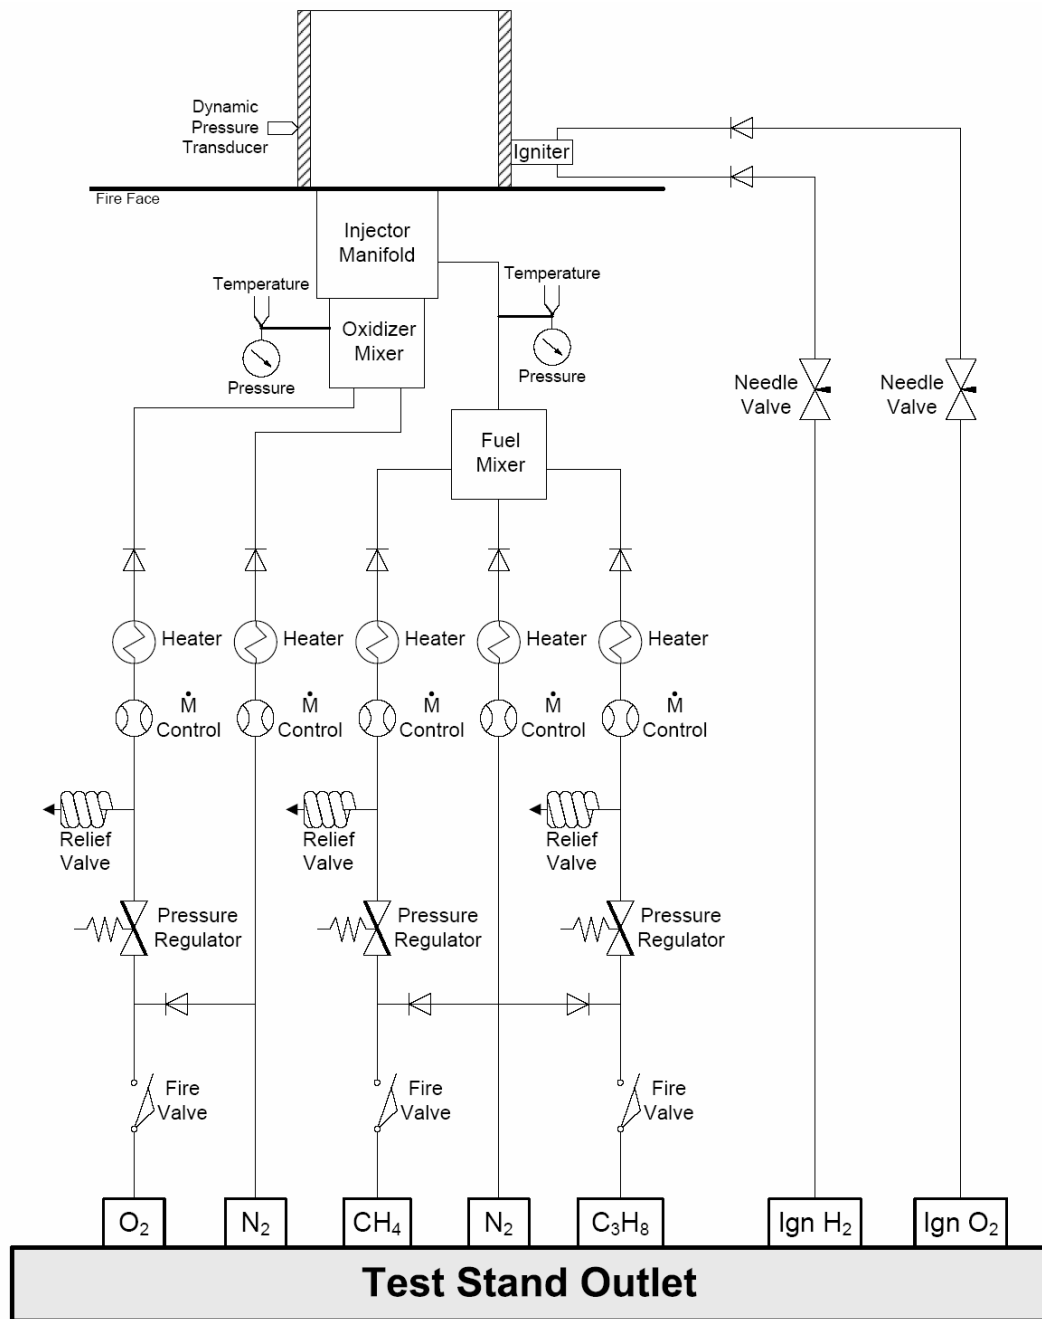 Dynamic
Pressure
Transducer
Igniter
Fire Face
Injector
Manifold
Temperature
Temperature
Oxidizer
Mixer
Pressure
Pressure
Needle
Valve
Needle
Valve
Fuel
Mixer
Heater
Heater
Heater
Heater
Heater
Ṁ
Control
Ṁ
Control
Ṁ
Control
Ṁ
Control
Ṁ
Control
Relief
Valve
Relief
Valve
Relief
Valve
Pressure
Regulator
Pressure
Regulator
Pressure
Regulator
Fire
Valve
Fire
Valve
Fire
Valve
O₂
N₂
CH₄
N₂
C₃H₈
Ign H₂
Ign O₂
Test Stand Outlet